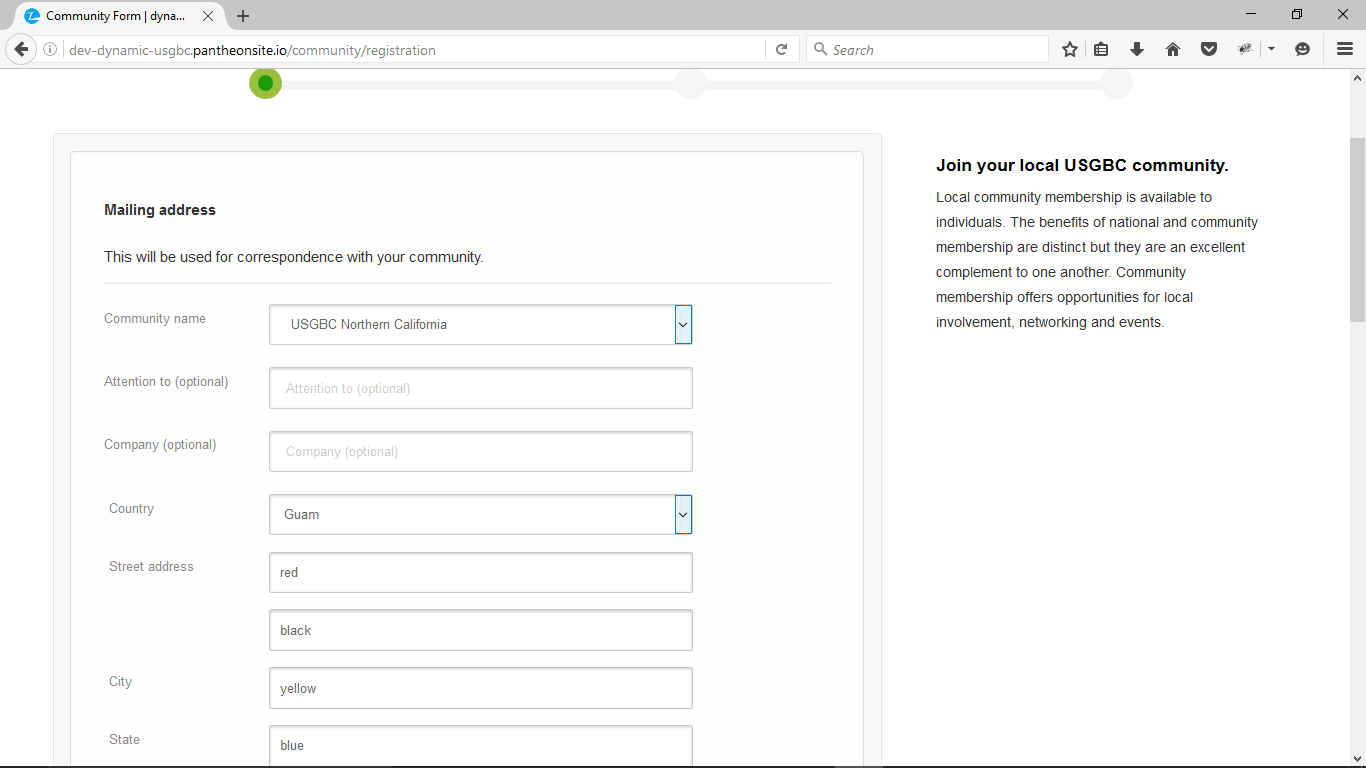 Community Form | dyna...
dev-dynamic-usgbc.pantheonsite.io/community/registration
Search
Mailing address
This will be used for correspondence with your community.
Community name
USGBC Northern California
Attention to (optional)
Attention to (optional)
Company (optional)
Company (optional)
Country
Guam
Street address
red
black
City
yellow
State
blue
Join your local USGBC community.
Local community membership is available to
individuals. The benefits of national and community
membership are distinct but they are an excellent
complement to one another. Community
membership offers opportunities for local
involvement, networking and events.